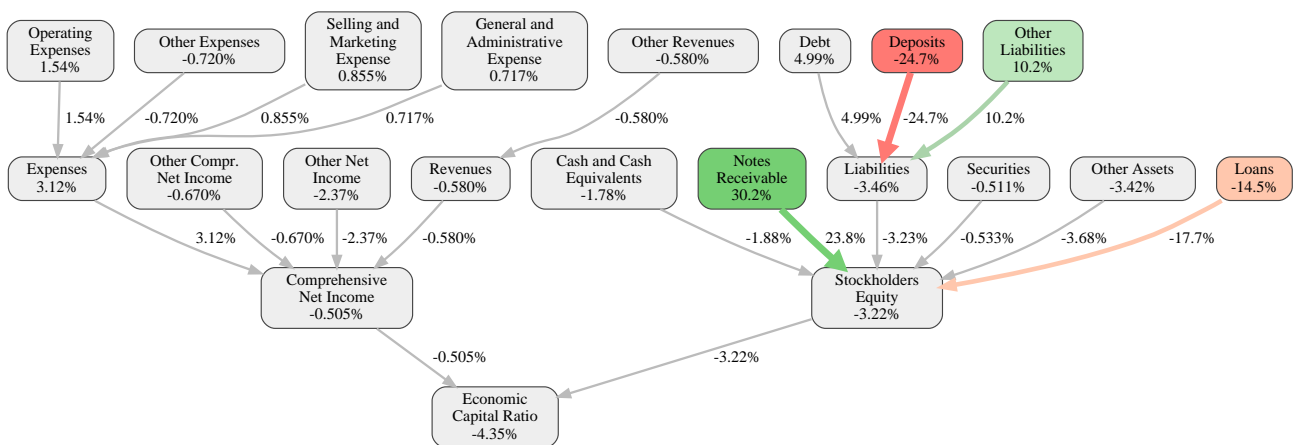 Operating
Expenses
1.54%
Other Expenses
-0.720%
Selling and
Marketing
Expense
0.855%
General and
Administrative
Expense
0.717%
Other Revenues
-0.580%
Debt
4.99%
Deposits
-24.7%
Other
Liabilities
10.2%
1.54%
-0.720%
0.855%
0.717%
-0.580%
4.99%
-24.7%
10.2%
Expenses
3.12%
Other Compr.
Net Income
-0.670%
Other Net
Income
-2.37%
Revenues
-0.580%
Cash and Cash
Equivalents
-1.78%
Notes
Receivable
30.2%
Liabilities
-3.46%
Securities
-0.511%
Other Assets
-3.42%
Loans
-14.5%
3.12%
-0.670%
-2.37%
-0.580%
-1.88%
23.8%
-3.23%
-0.533%
-3.68%
-17.7%
Comprehensive
Net Income
-0.505%
Stockholders
Equity
-3.22%
-0.505%
-3.22%
Economic
Capital Ratio
-4.35%